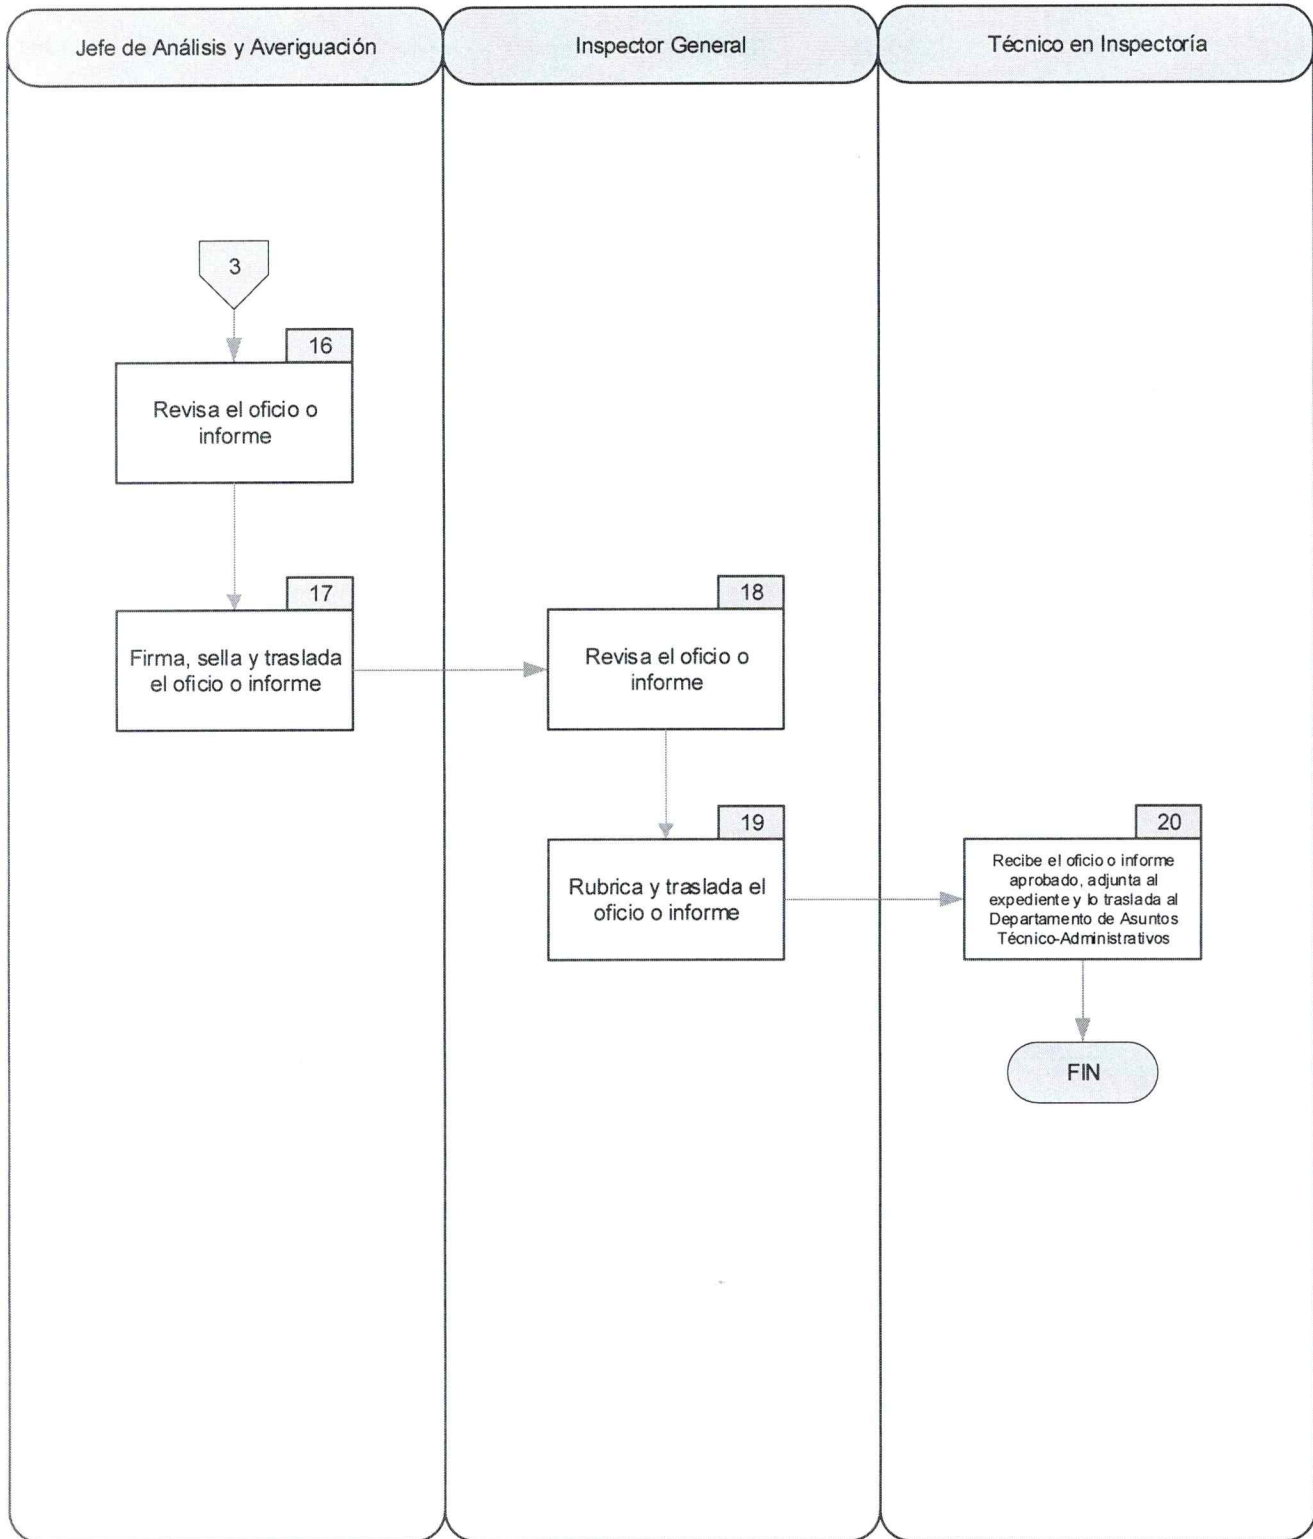 Jefe de Análisis y Averiguación
Inspector General
Técnico en Inspectoría
3
16
Revisa el oficio o
informe
17
Firma, sella y traslada
el oficio o informe
18
Revisa el oficio o
informe
19
Rubrica y traslada el
oficio o informe
20
Recibe el oficio o informe
aprobado, adjunta al
expediente y lo traslada al
Departamento de Asuntos
Técnico-Administrativos
FIN